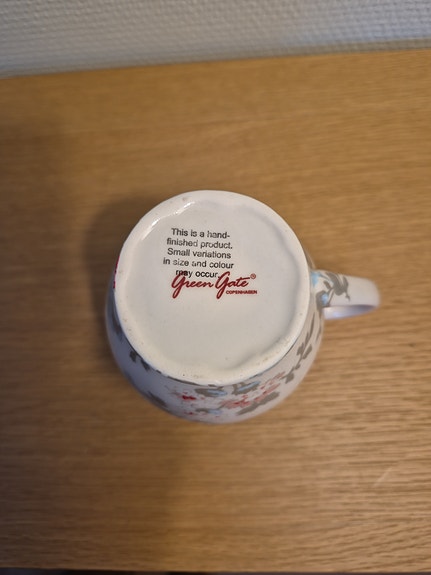 This is a hand-
finished product.
Small variations
in size and colour
may occur.
Green Gate®
COPENHAGEN